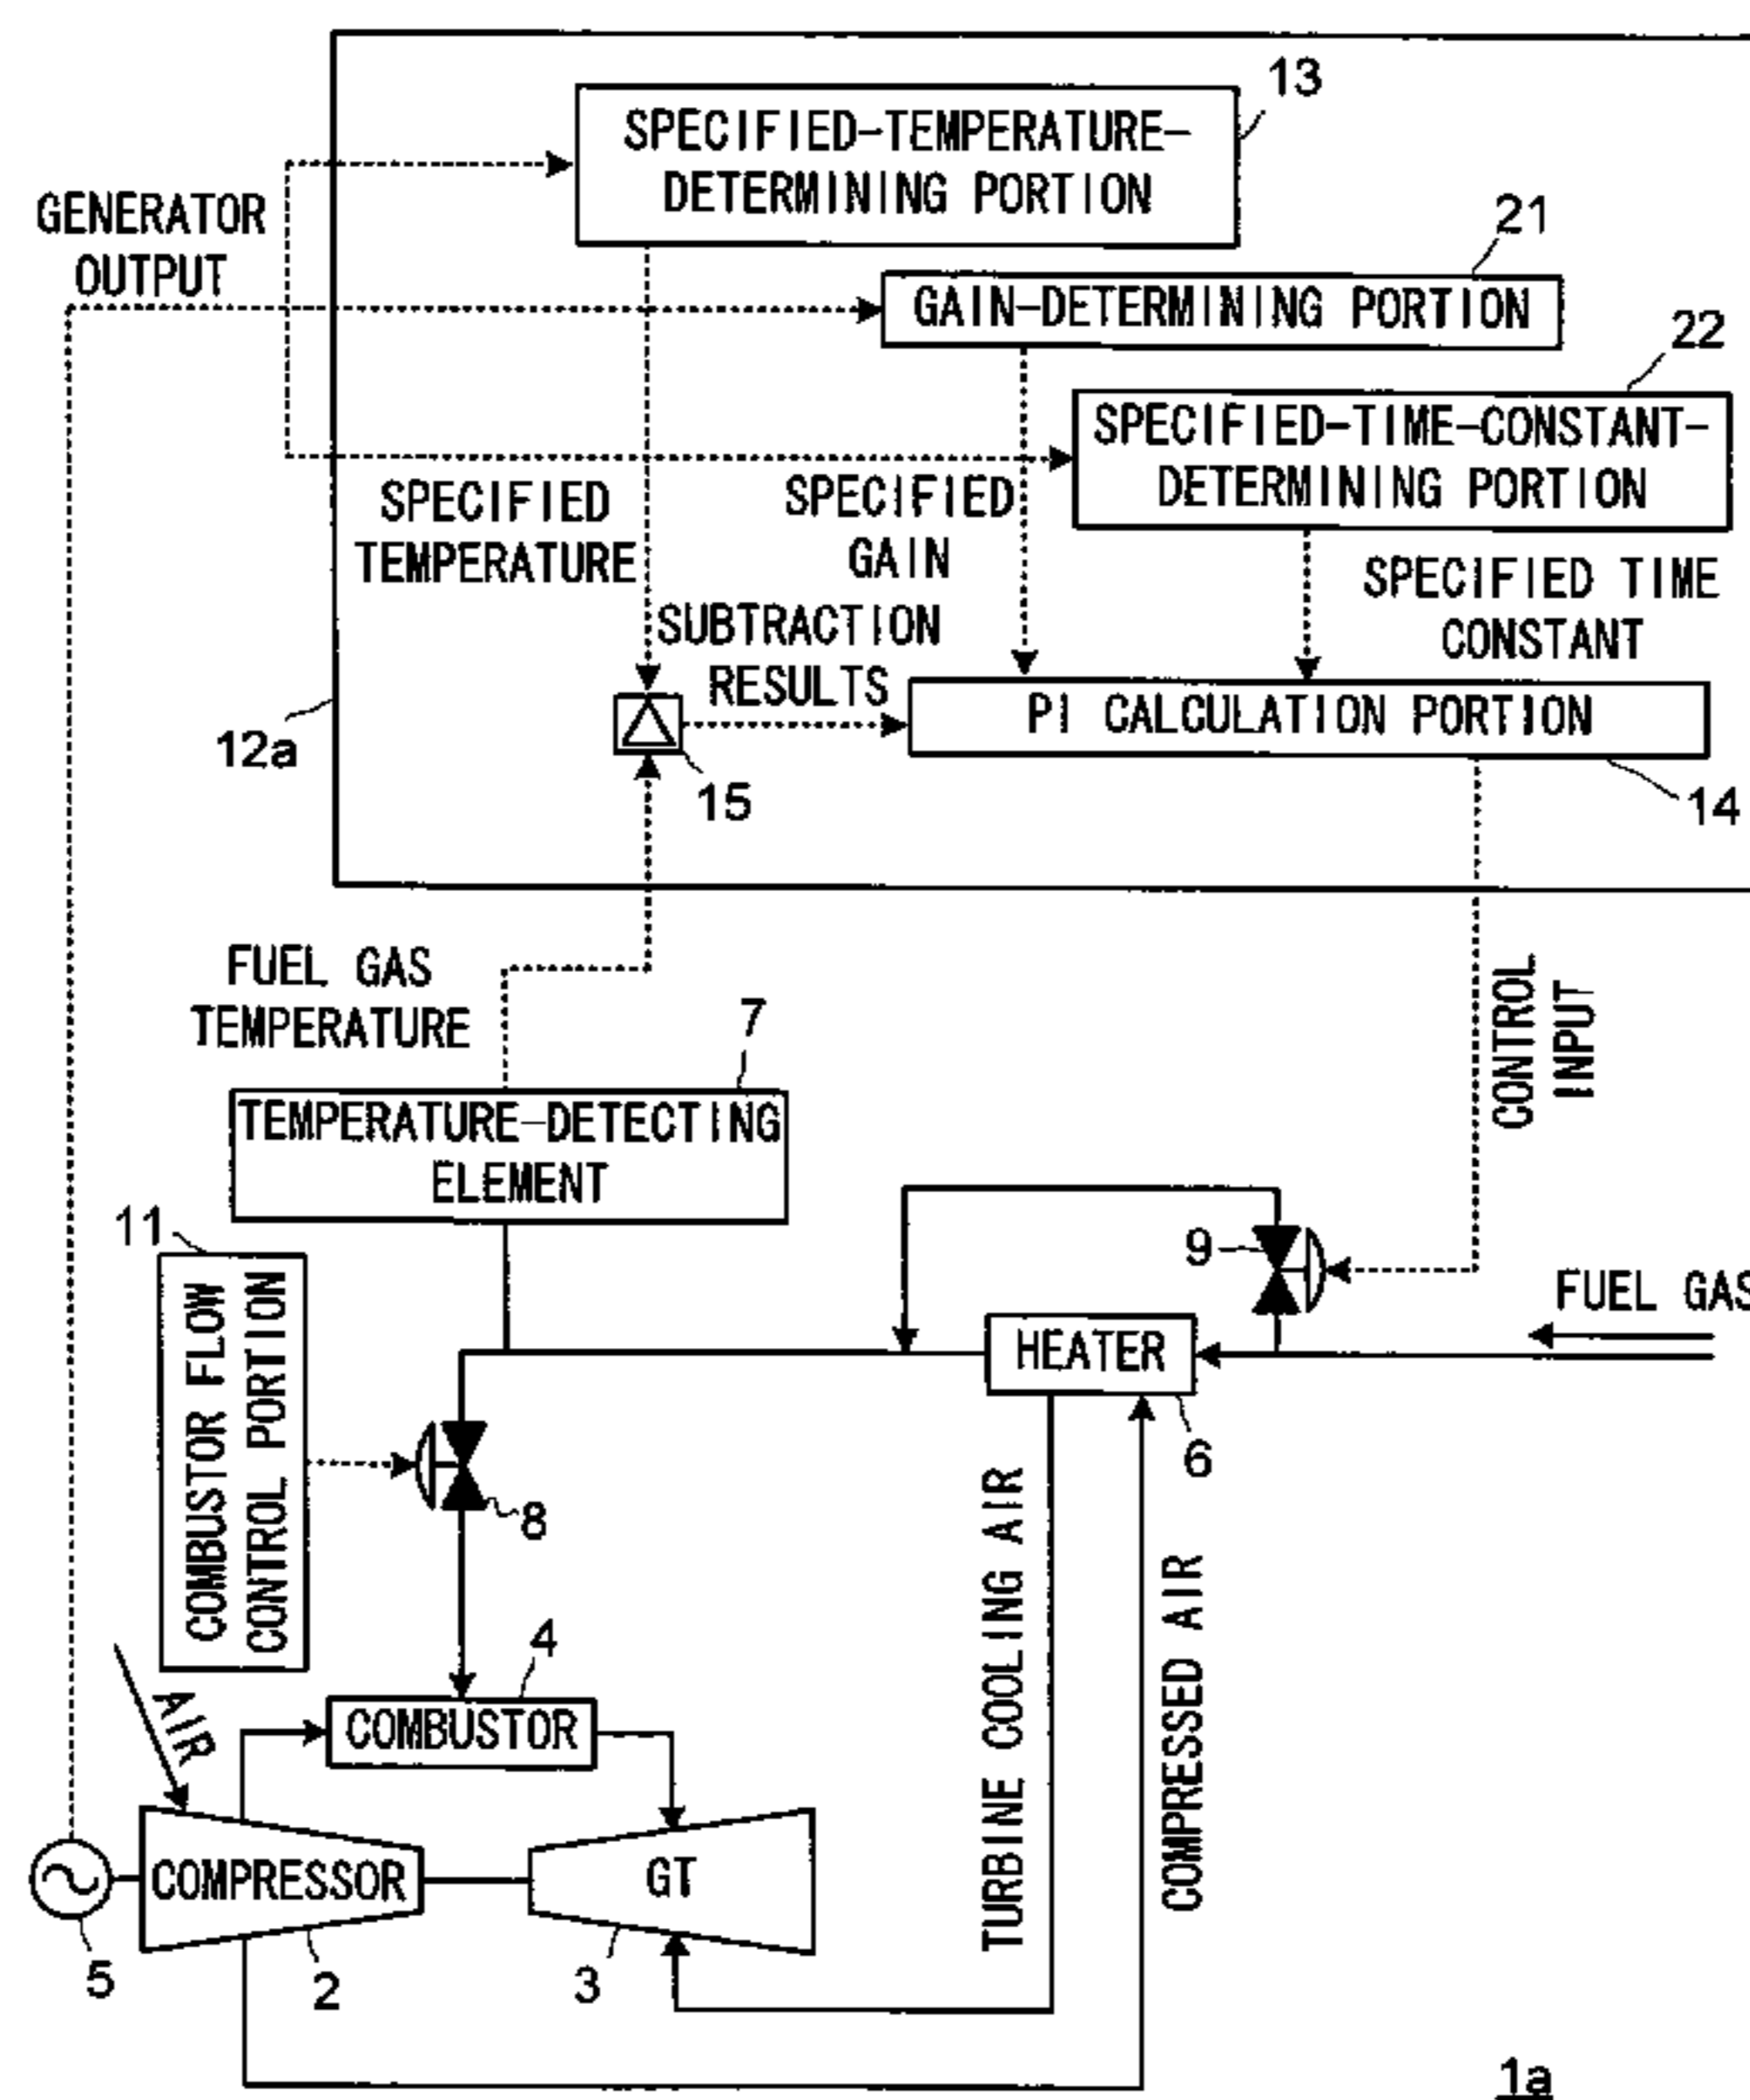 13
SPECIFIED-TEMPERATURE-
DETERMINING PORTION
GENERATOR
OUTPUT
21
GAIN-DETERMINING PORTION
22
SPECIFIED-TIME-CONSTANT-
DETERMINING PORTION
SPECIFIED
TEMPERATURE
SPECIFIED
GAIN
SPECIFIED TIME
CONSTANT
SUBTRACTION
RESULTS
PI CALCULATION PORTION
12a
15
14
FUEL GAS
TEMPERATURE
CONTROL
INPUT
7
TEMPERATURE-DETECTING
ELEMENT
11
COMBUSTOR FLOW
CONTROL PORTION
9
FUEL GAS
HEATER
6
8
TURBINE COOLING AIR
COMPRESSED AIR
4
COMBUSTOR
AIR
COMPRESSOR
GT
5
2
3
1a